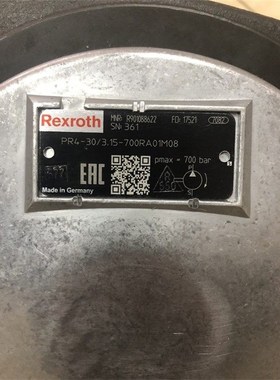 Rexroth
MNR: R901088622 FD: 17521 7082
SN: 361
PR4-30/3.15-700RA01M08
EAC
pmax = 700 bar
Made in Germany